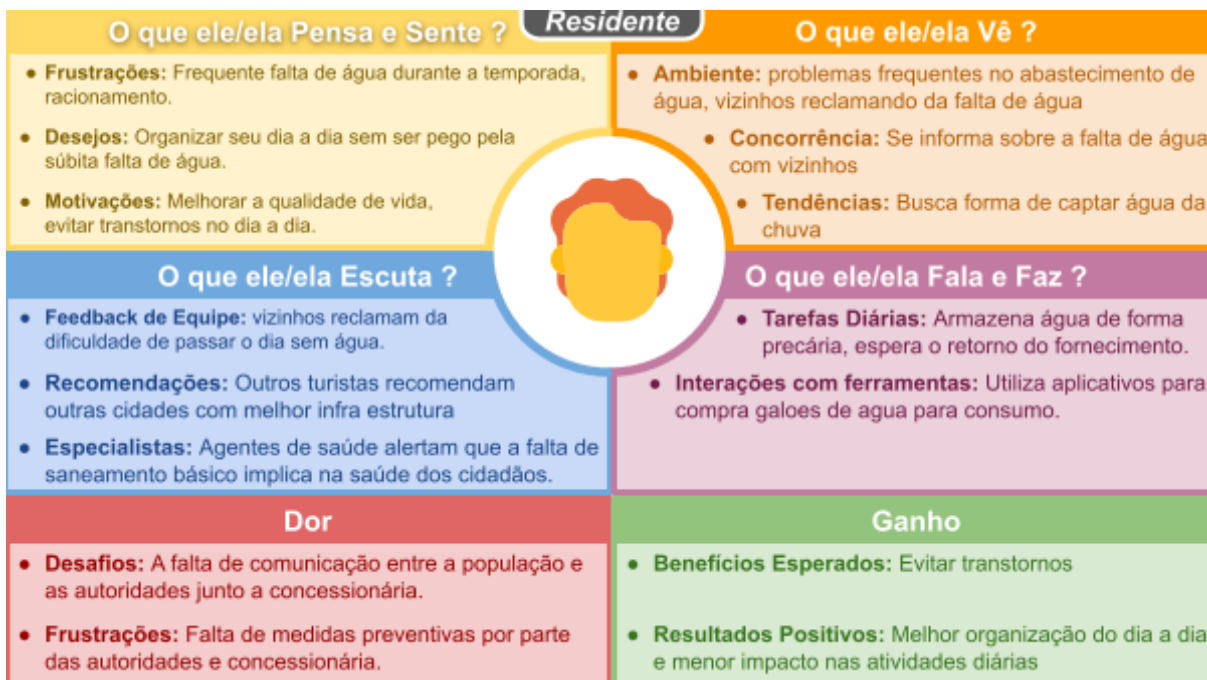 Residente
O que ele/ela Pensa e Sente ?
● Frustrações: Frequente falta de água durante a temporada,
racionamento.
● Desejos: Organizar seu dia a dia sem ser pego pela
súbita falta de água.
● Motivações: Melhorar a qualidade de vida,
evitar transtornos no dia a dia.
O que ele/ela Vê ?
● Ambiente: problemas frequentes no abastecimento de
água, vizinhos reclamando da falta de água
● Concorrência: Se informa sobre a falta de água
com vizinhos
● Tendências: Busca forma de captar água da
chuva
O que ele/ela Escuta ?
● Feedback de Equipe: vizinhos reclamam da
dificuldade de passar o dia sem água.
● Recomendações: Outros turistas recomendam
outras cidades com melhor infra estrutura
● Especialistas: Agentes de saúde alertam que a falta de
saneamento básico implica na saúde dos cidadãos.
O que ele/ela Fala e Faz ?
● Tarefas Diárias: Armazena água de forma
precária, espera o retorno do fornecimento.
● Interações com ferramentas: Utiliza aplicativos para
compra galoes de agua para consumo.
Dor
● Desafios: A falta de comunicação entre a população e
as autoridades junto a concessionária.
● Frustrações: Falta de medidas preventivas por parte
das autoridades e concessionária.
Ganho
● Benefícios Esperados: Evitar transtornos
● Resultados Positivos: Melhor organização do dia a dia
e menor impacto nas atividades diárias